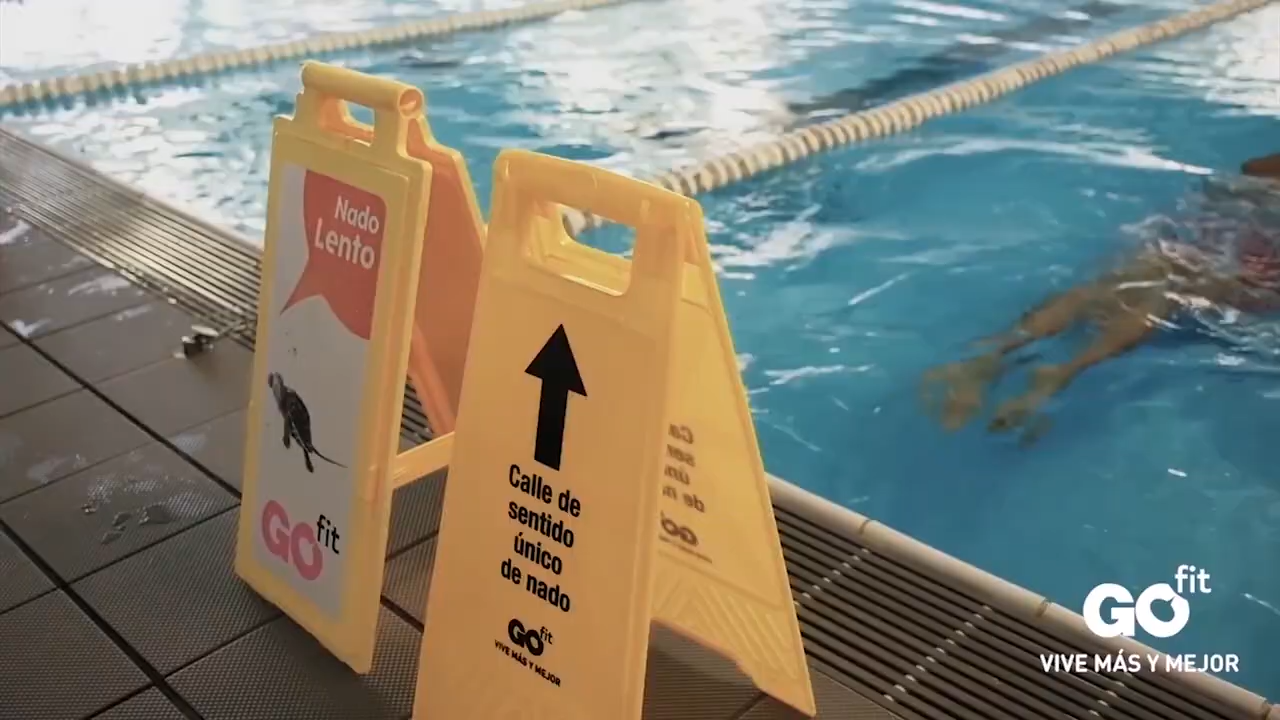 Nado
Lento
GO fit
Calle de
sentido
único
de nado
GO fit
VIVE MÁS Y MEJOR
GO fit
VIVE MÁS Y MEJOR